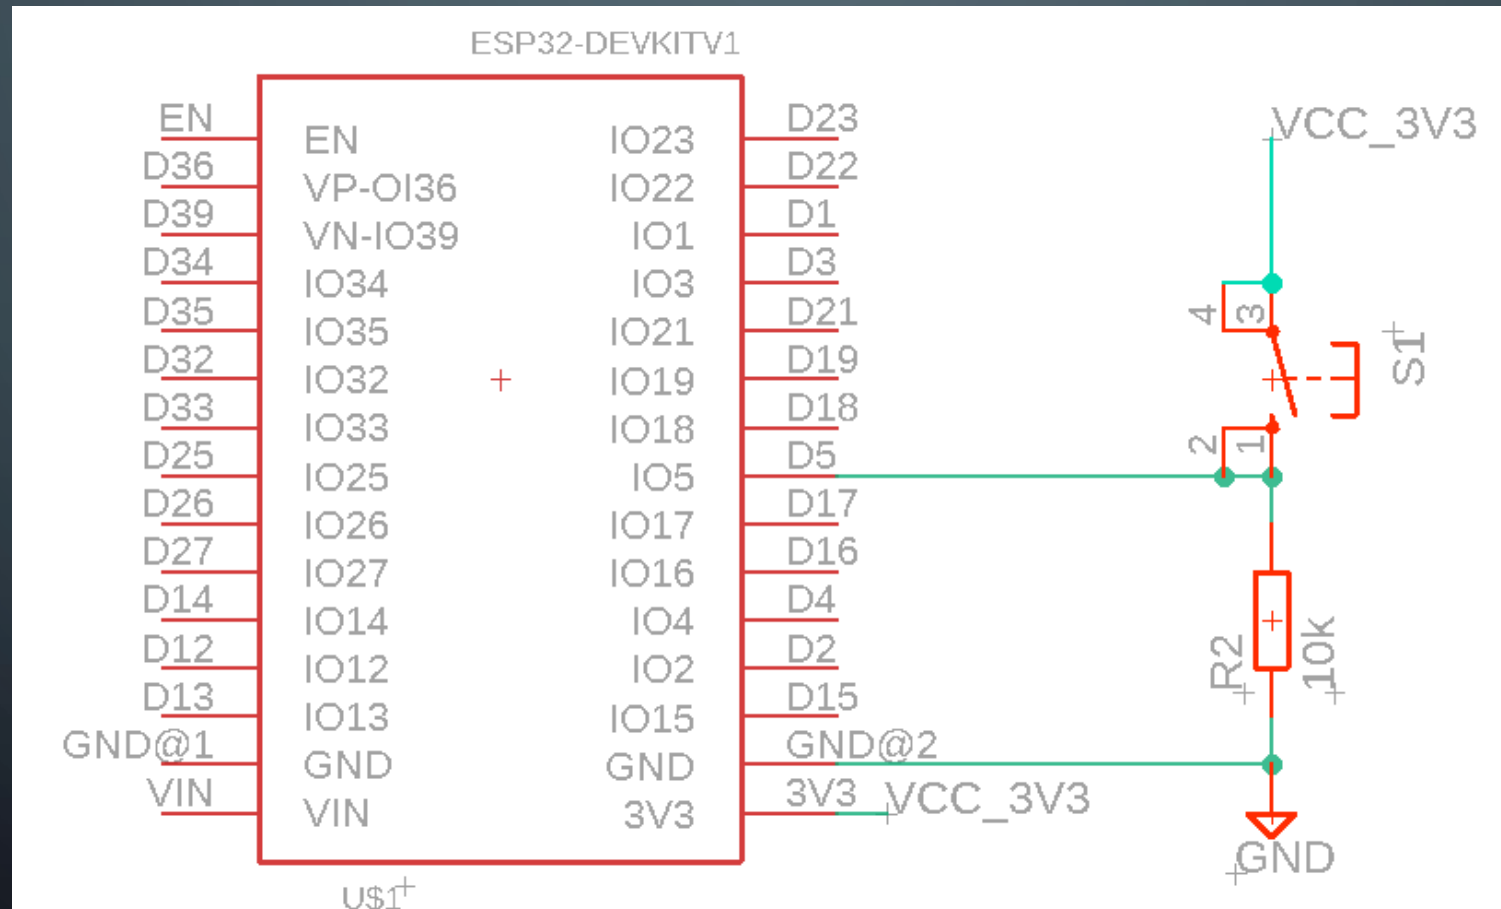 ESP32-DEVKITV1
EN EN IO23 D23
D36 VP-OI36 IO22 D22
D39 VN-IO39 IO1 D1
D34 IO34 IO3 D3
D35 IO35 IO21 D21
D32 IO32 IO19 D19
D33 IO33 IO18 D18
D25 IO25 IO5 D5
D26 IO26 IO17 D17
D27 IO27 IO16 D16
D14 IO14 IO4 D4
D12 IO12 IO2 D2
D13 IO13 IO15 D15
GND@1 GND GND GND@2
VIN VIN 3V3 3V3 VCC_3V3
U$1
VCC_3V3
4 3
S1
2 1
R2 10k
GND